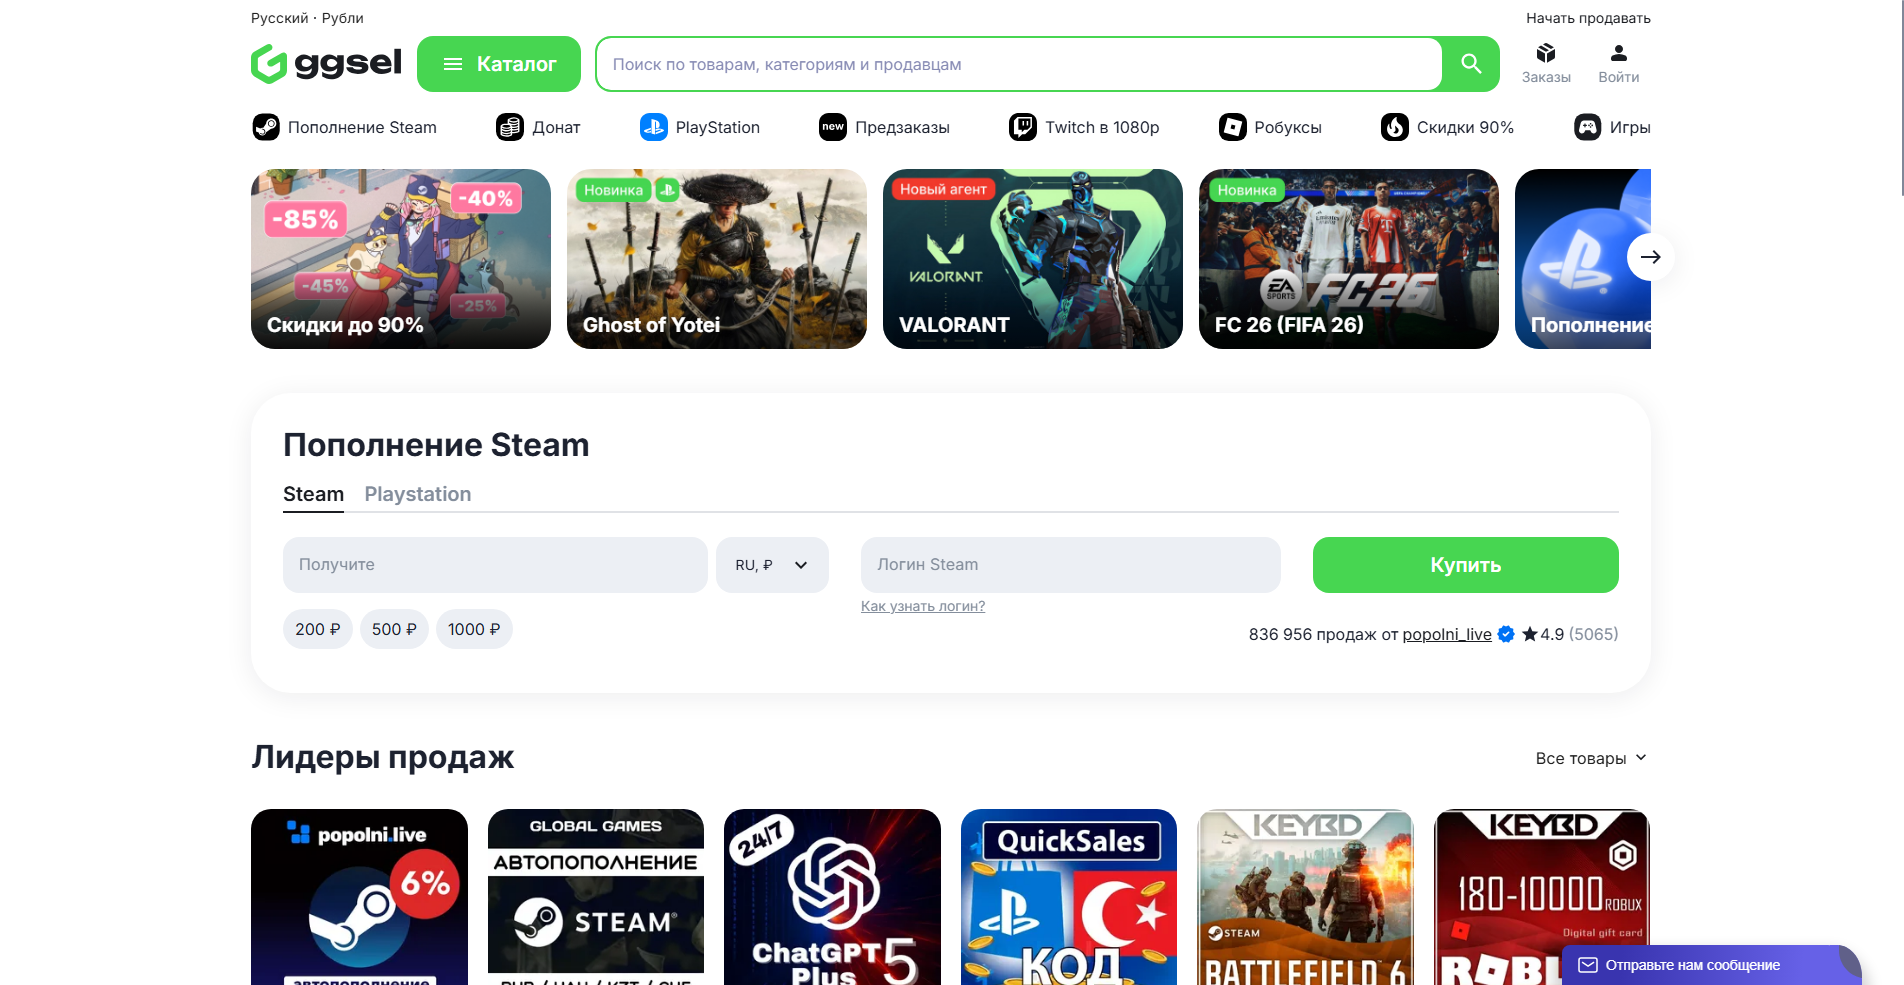 Русский · Рубли
Начать продавать
ggsel
Каталог
Поиск по товарам, категориям и продавцам
Заказы
Войти
Пополнение Steam
Донат
PlayStation
new
Предзаказы
Twitch в 1080p
Робуксы
Скидки 90%
Игры
-85%
-40%
-45%
-25%
Скидки до 90%
Новинка
Ghost of Yotei
Новый агент
VALORANT
VALORANT
Новинка
EA SPORTS FC26
FC 26 (FIFA 26)
Пополнение
Пополнение Steam
Steam
Playstation
Получите
RU, ₽
Логин Steam
Купить
Как узнать логин?
200 ₽
500 ₽
1000 ₽
836 956 продаж от popolni_live 4.9 (5065)
Лидеры продаж
Все товары
popolni.live
6%
автопополнение
GLOBAL GAMES
АВТОПОПОЛНЕНИЕ
STEAM®
RUB / UAH / KZT / СНГ
24/7
ChatGPT 5
Plus
QuickSales
КОД
KEYBD
STEAM
BATTLEFIELD 6
KEYBD
180-10000 ROBUX
Digital gift card
Отправьте нам сообщение